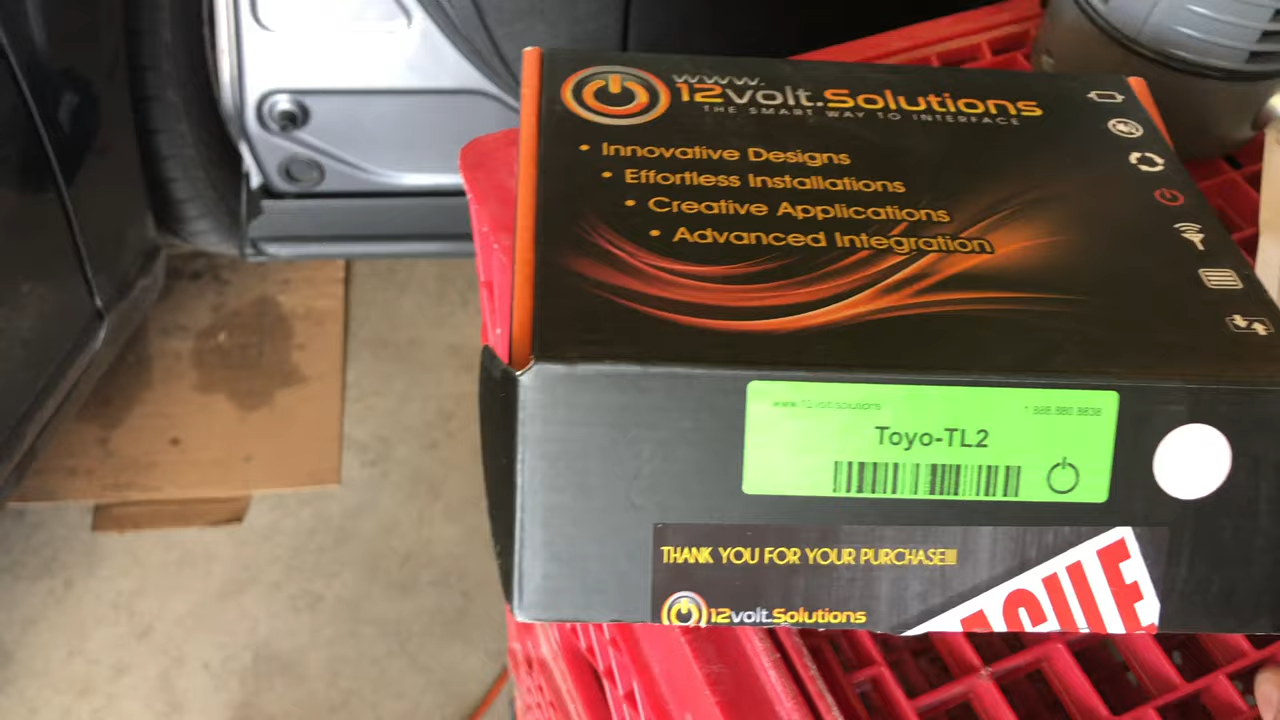 www.
12volt.Solutions
THE SMART WAY TO INTERFACE
• Innovative Designs
• Effortless Installations
• Creative Applications
• Advanced Integration
www.12volt.solutions 1.888.880.8838
Toyo-TL2
THANK YOU FOR YOUR PURCHASE!!!
12volt.Solutions